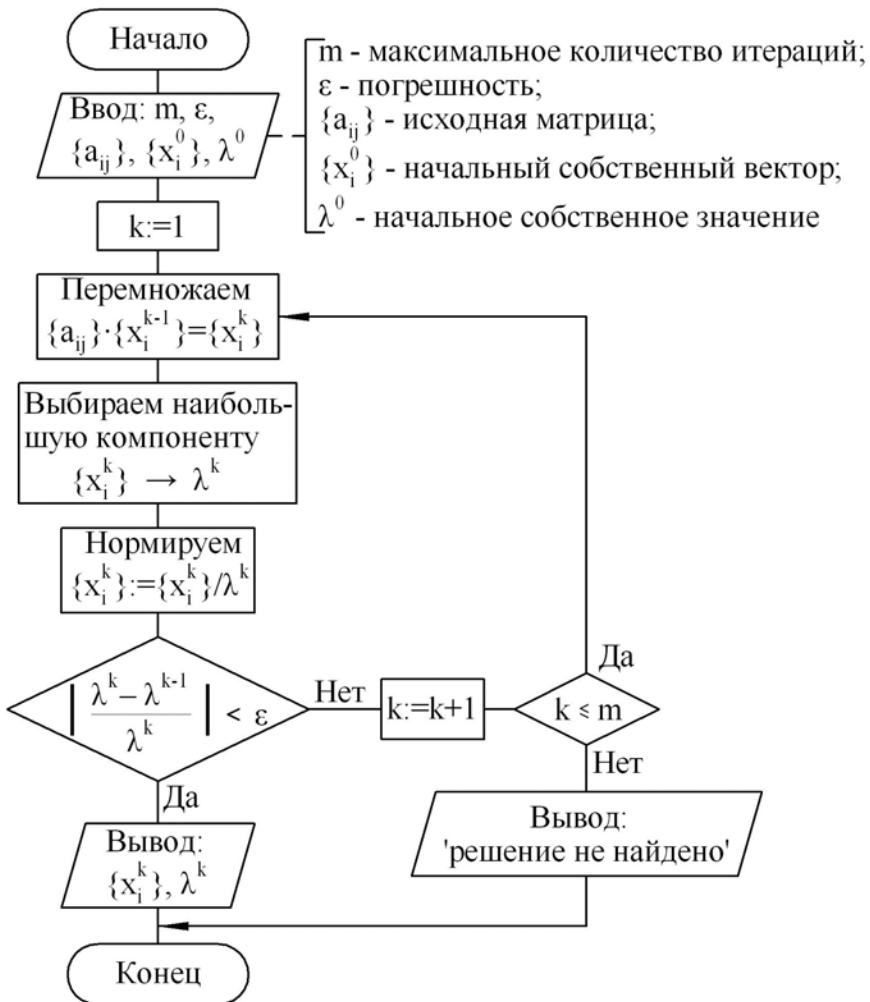 Начало
m - максимальное количество итераций;
ε - погрешность;
{a_ij} - исходная матрица;
{x_i^0} - начальный собственный вектор;
λ^0 - начальное собственное значение
Ввод: m, ε,
{a_ij}, {x_i^0}, λ^0
k:=1
Перемножаем
{a_ij}·{x_i^{k-1}}={x_i^k}
Выбираем наиболь-
шую компоненту
{x_i^k} → λ^k
Нормируем
{x_i^k}:={x_i^k}/λ^k
| (λ^k – λ^{k-1}) / λ^k | < ε
Нет
k:=k+1
k ≤ m
Да
Нет
Да
Вывод:
{x_i^k}, λ^k
Вывод:
'решение не найдено'
Конец